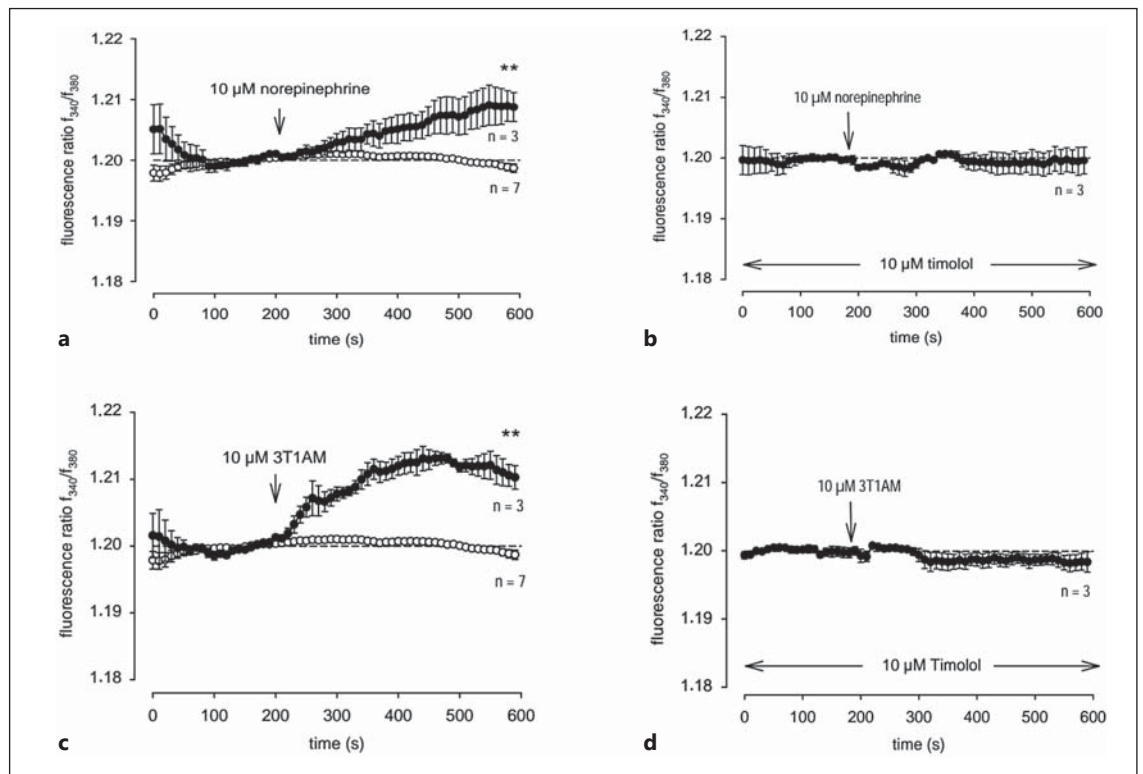 1.22
1.21
1.20
1.19
1.18
fluorescence ratio f340/f380
10 µM norepinephrine
**
n = 3
n = 7
0 100 200 300 400 500 600
time (s)
a
1.22
1.21
1.20
1.19
1.18
fluorescence ratio f340/f380
10 µM norepinephrine
n = 3
10 µM timolol
0 100 200 300 400 500 600
time (s)
b
1.22
1.21
1.20
1.19
1.18
fluorescence ratio f340/f380
10 µM 3T1AM
**
n = 3
n = 7
0 100 200 300 400 500 600
time (s)
c
1.22
1.21
1.20
1.19
1.18
fluorescence ratio f340/f380
10 µM 3T1AM
n = 3
10 µM Timolol
0 100 200 300 400 500 600
time (s)
d